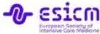 esicm
European Society of
Intensive Care Medicine